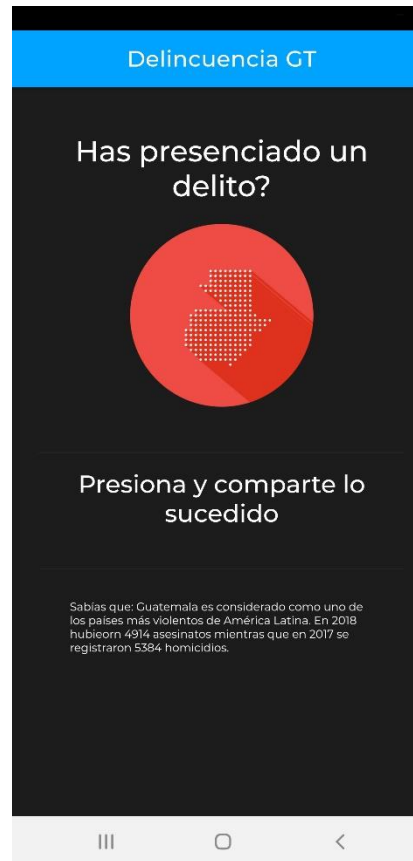 Delincuencia GT
Has presenciado un
delito?
Presiona y comparte lo
sucedido
Sabías que: Guatemala es considerado como uno de
los países más violentos de América Latina. En 2018
hubieorn 4914 asesinatos mientras que en 2017 se
registraron 5384 homicidios.